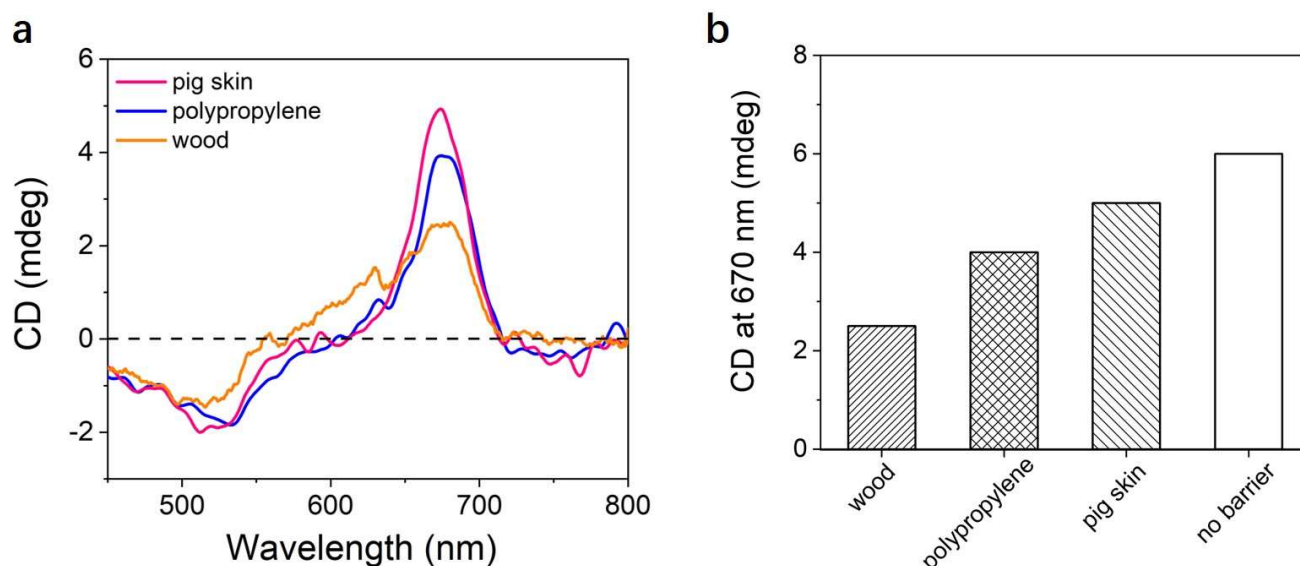 a
6
4
2
0
-2
CD (mdeg)
pig skin
polypropylene
wood
500
600
700
800
Wavelength (nm)
b
8
6
4
2
0
CD at 670 nm (mdeg)
wood
polypropylene
pig skin
no barrier